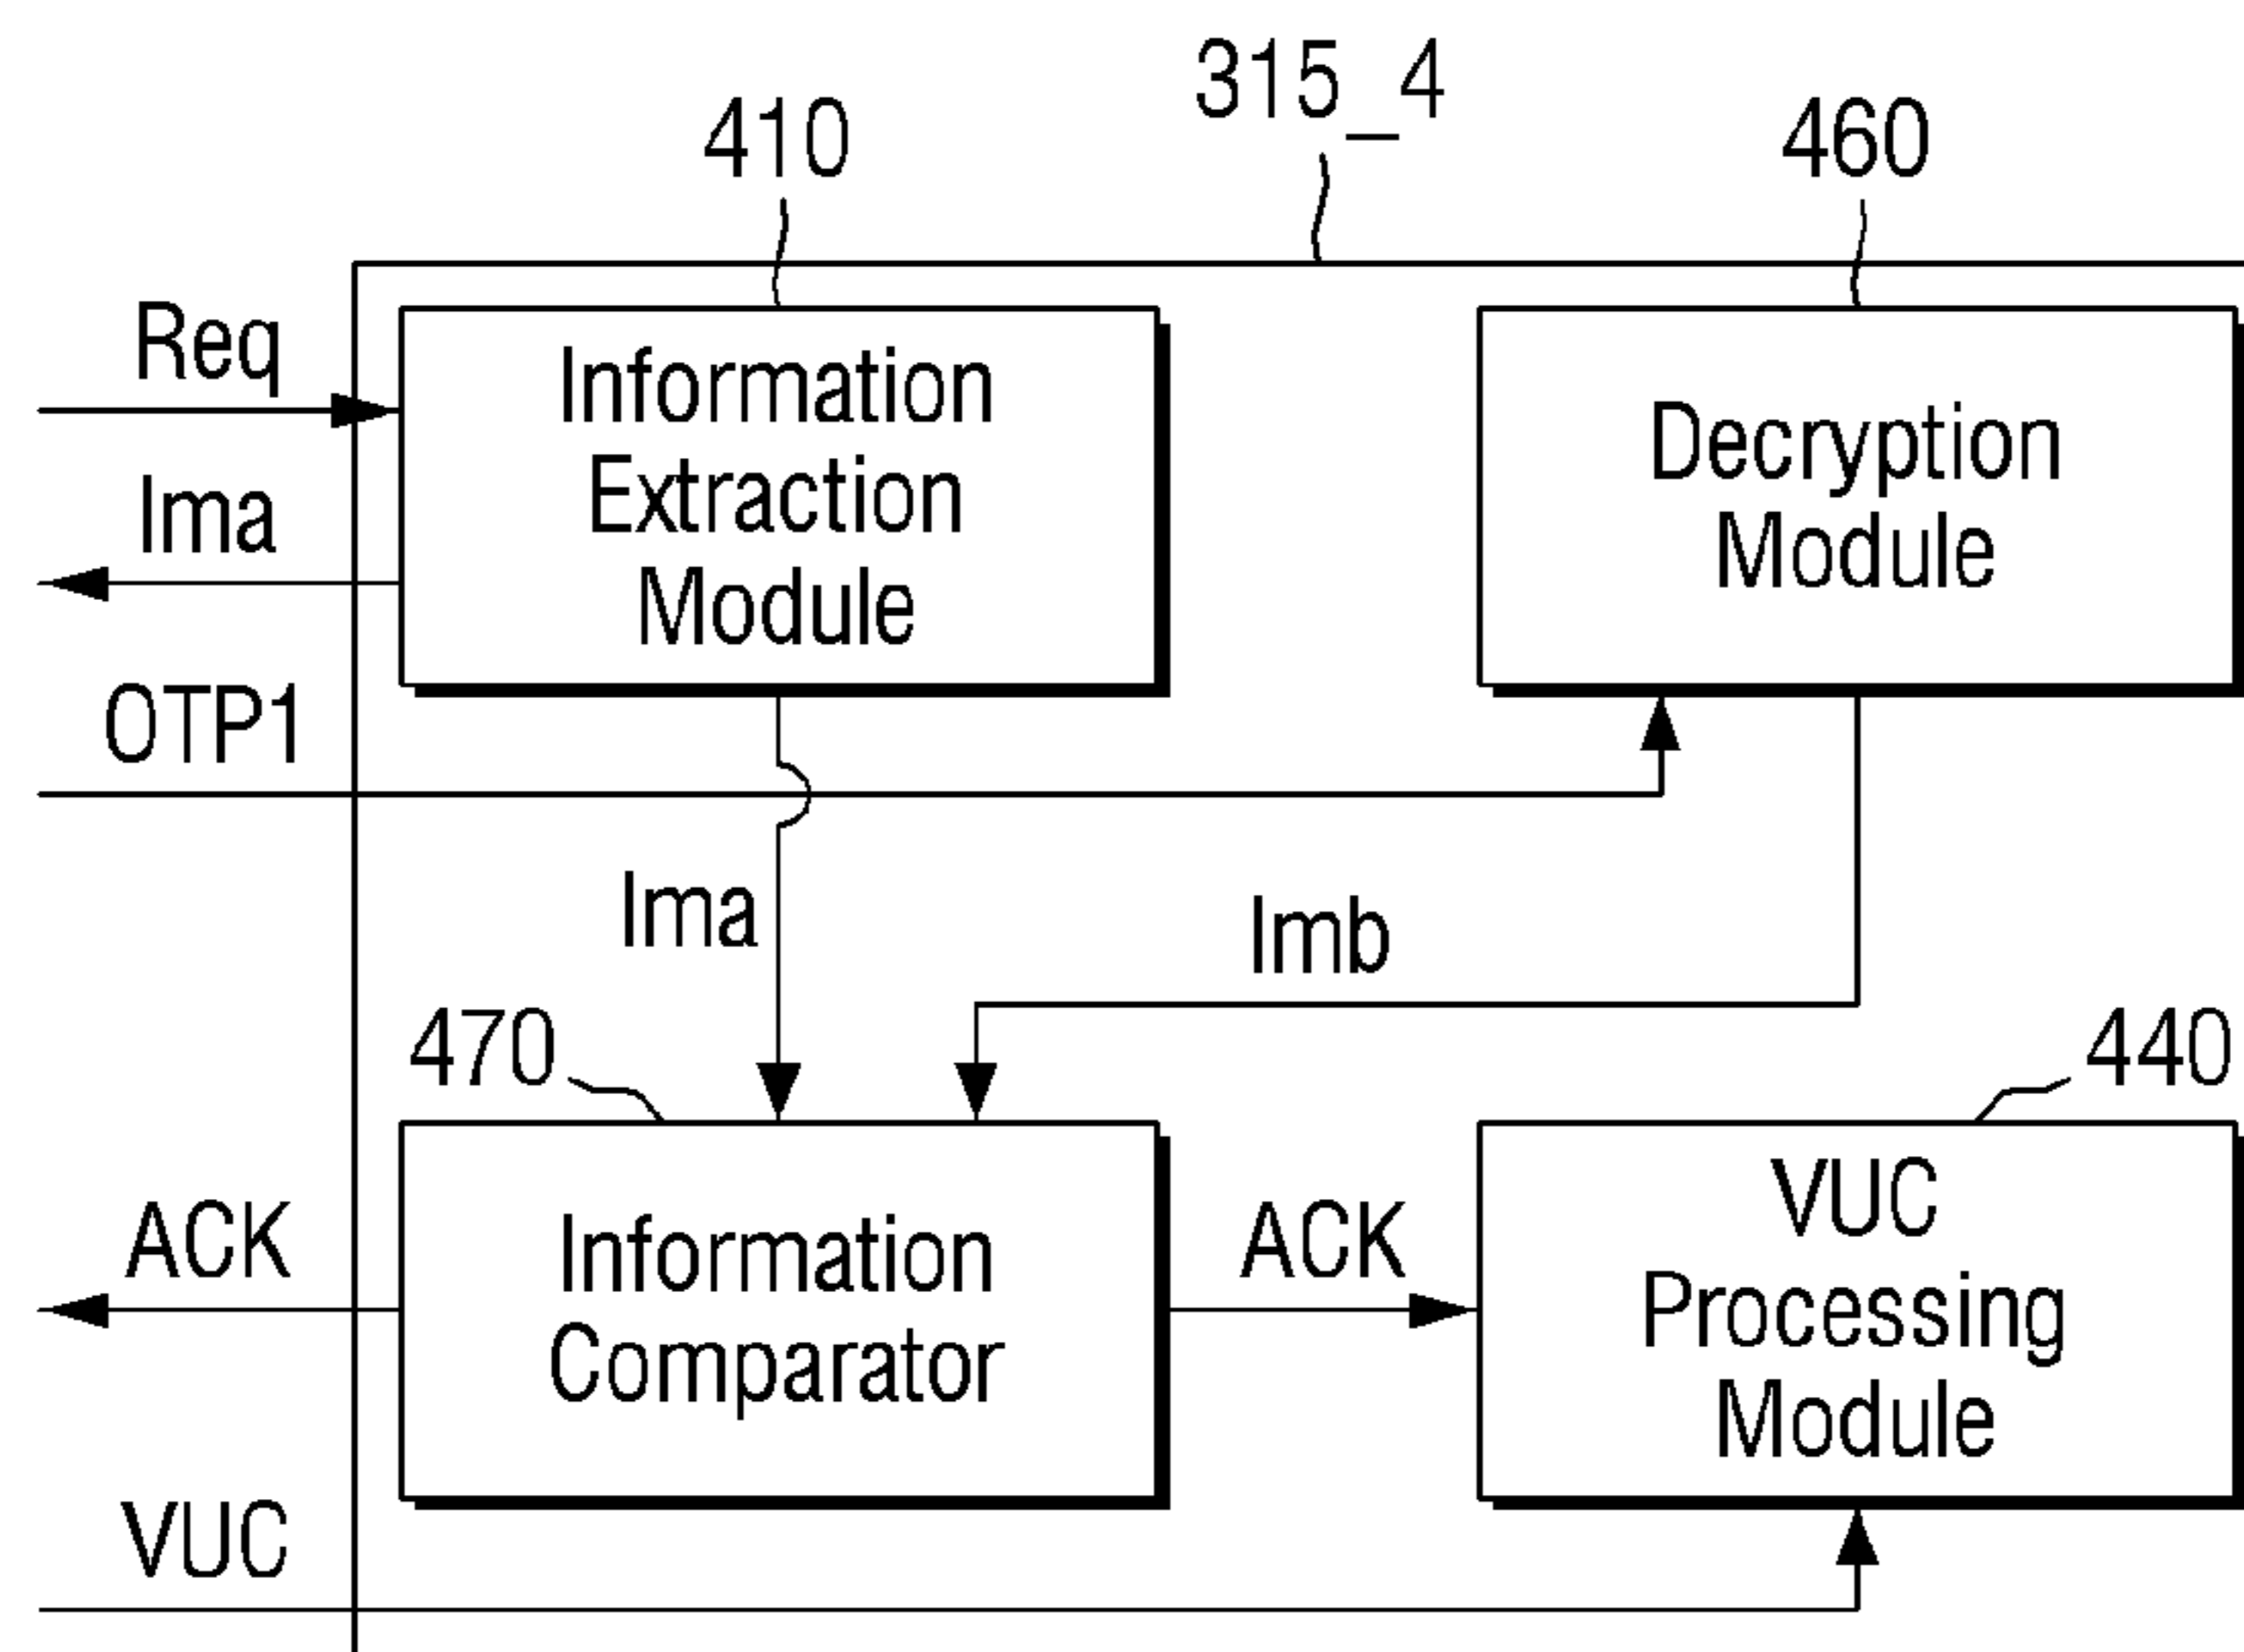 315_4
410
460
Req
Information
Extraction
Module
Decryption
Module
Ima
OTP1
Ima
Imb
470
440
ACK
Information
Comparator
ACK
VUC
Processing
Module
VUC